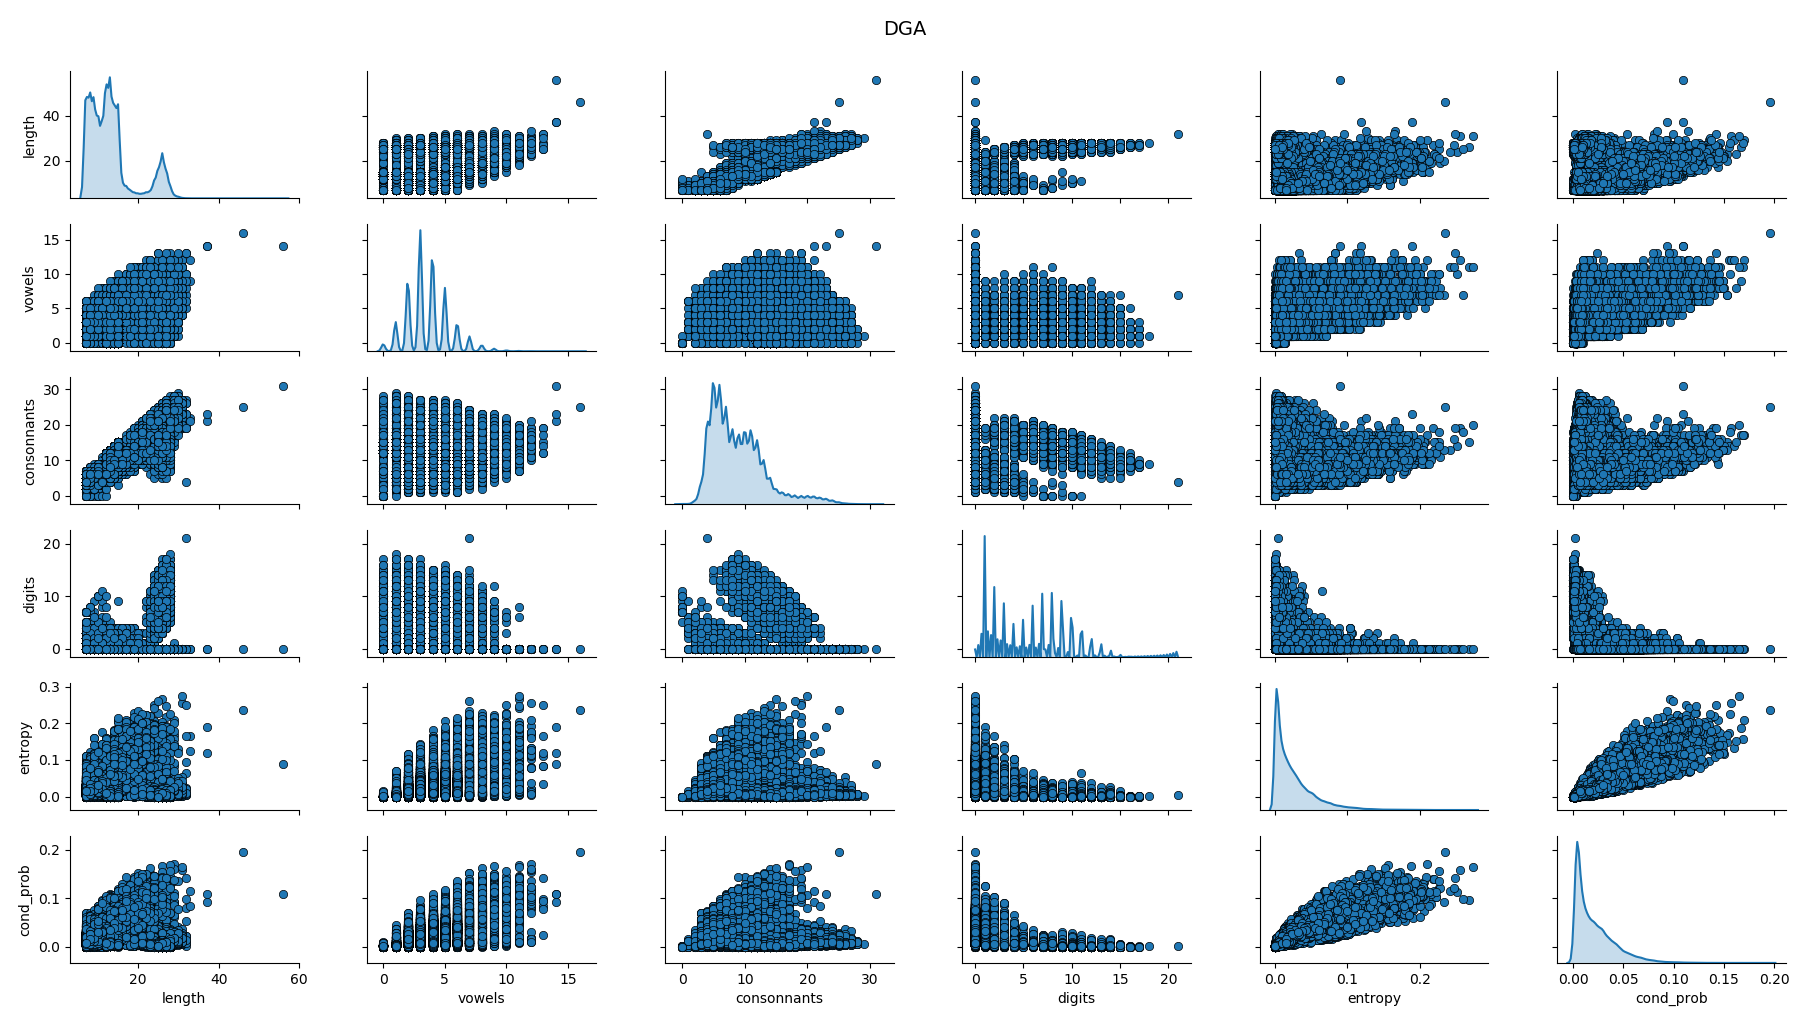 DGA
length
40
20
vowels
15
10
5
0
consonnants
30
20
10
0
digits
20
10
0
entropy
0.3
0.2
0.1
0.0
cond_prob
0.2
0.1
0.0
20 40 60
0 5 10 15
0 10 20 30
0 5 10 15 20
0.0 0.1 0.2
0.00 0.05 0.10 0.15 0.20
length vowels consonnants digits entropy cond_prob